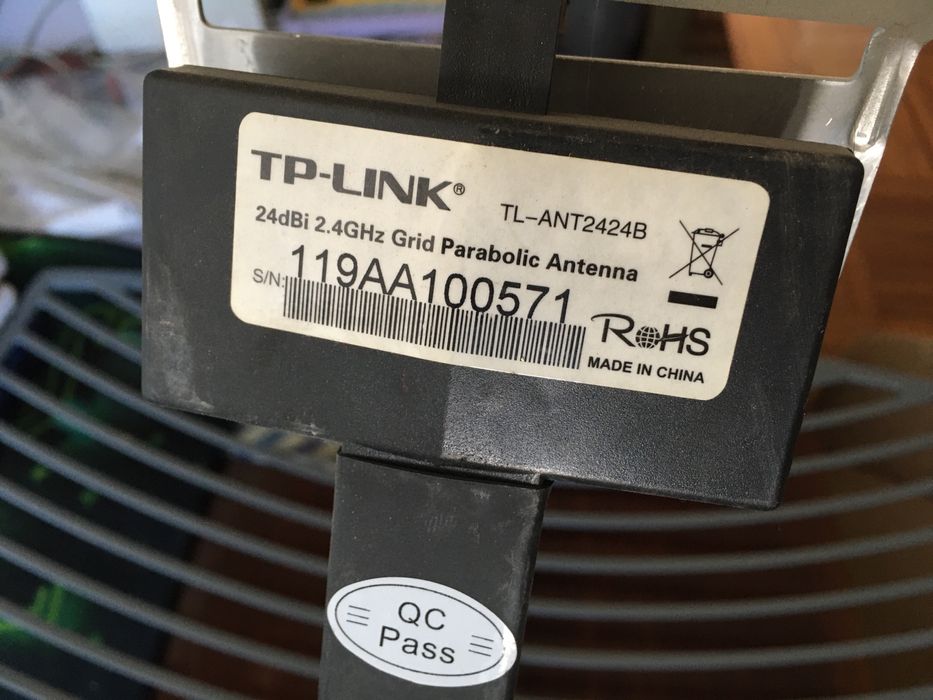 TP-LINK®
TL-ANT2424B
24dBi 2.4GHz Grid Parabolic Antenna
S/N: 119AA100571
RoHS
MADE IN CHINA
QC
Pass